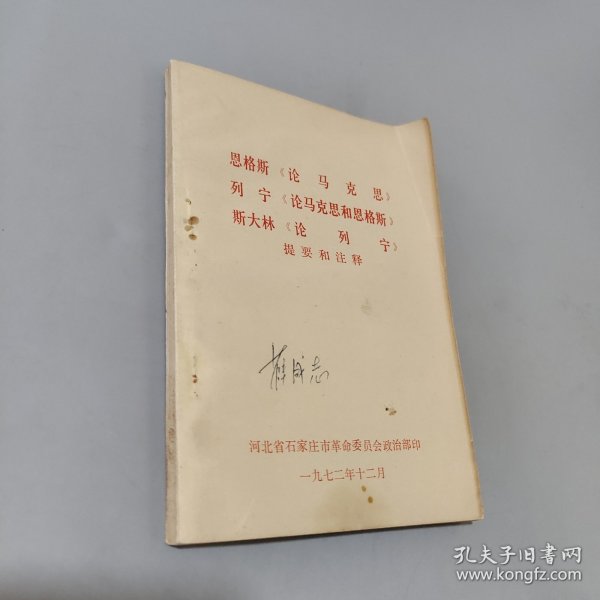 恩格斯《论马克思》
列宁《论马克思和恩格斯》
斯大林《论列宁》
提要和注释
成志
河北省石家庄市革命委员会政治部印
一九七二年十二月
孔夫子旧书网
www.kongfz.com